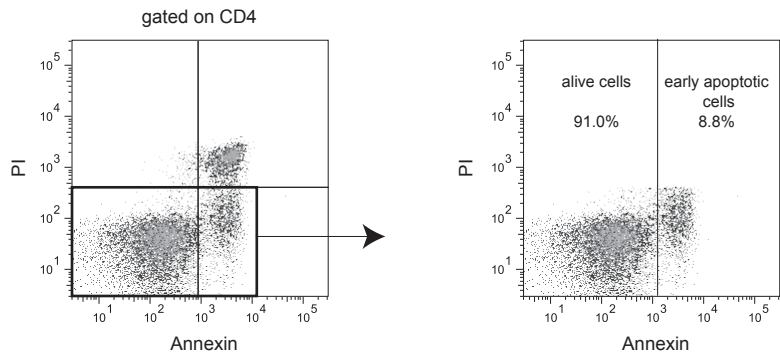 gated on CD4
10^5
10^4
10^3
10^2
10^1
PI
10^1 10^2 10^3 10^4 10^5
Annexin
alive cells
91.0%
early apoptotic
cells
8.8%
10^5
10^4
10^3
10^2
10^1
PI
10^1 10^2 10^3 10^4 10^5
Annexin